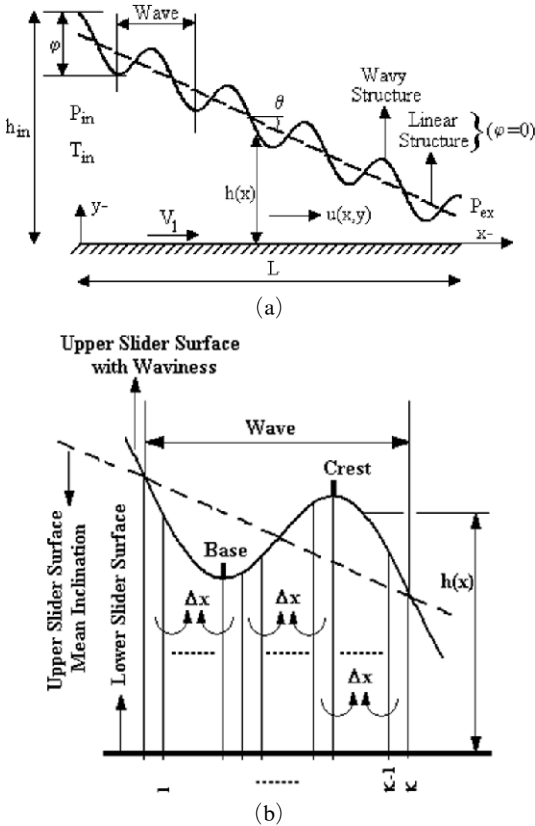 Wave
φ
θ
Wavy
Structure
Linear
Structure
(φ=0)
h_in
P_in
T_in
h(x)
P_ex
y-
V_1
u(x,y)
x-
L
(a)
Upper Slider Surface
with Waviness
Wave
Crest
Base
h(x)
Upper Slider Surface
Mean Inclination
Lower Slider Surface
Δx
Δx
Δx
1
κ-1
κ
(b)